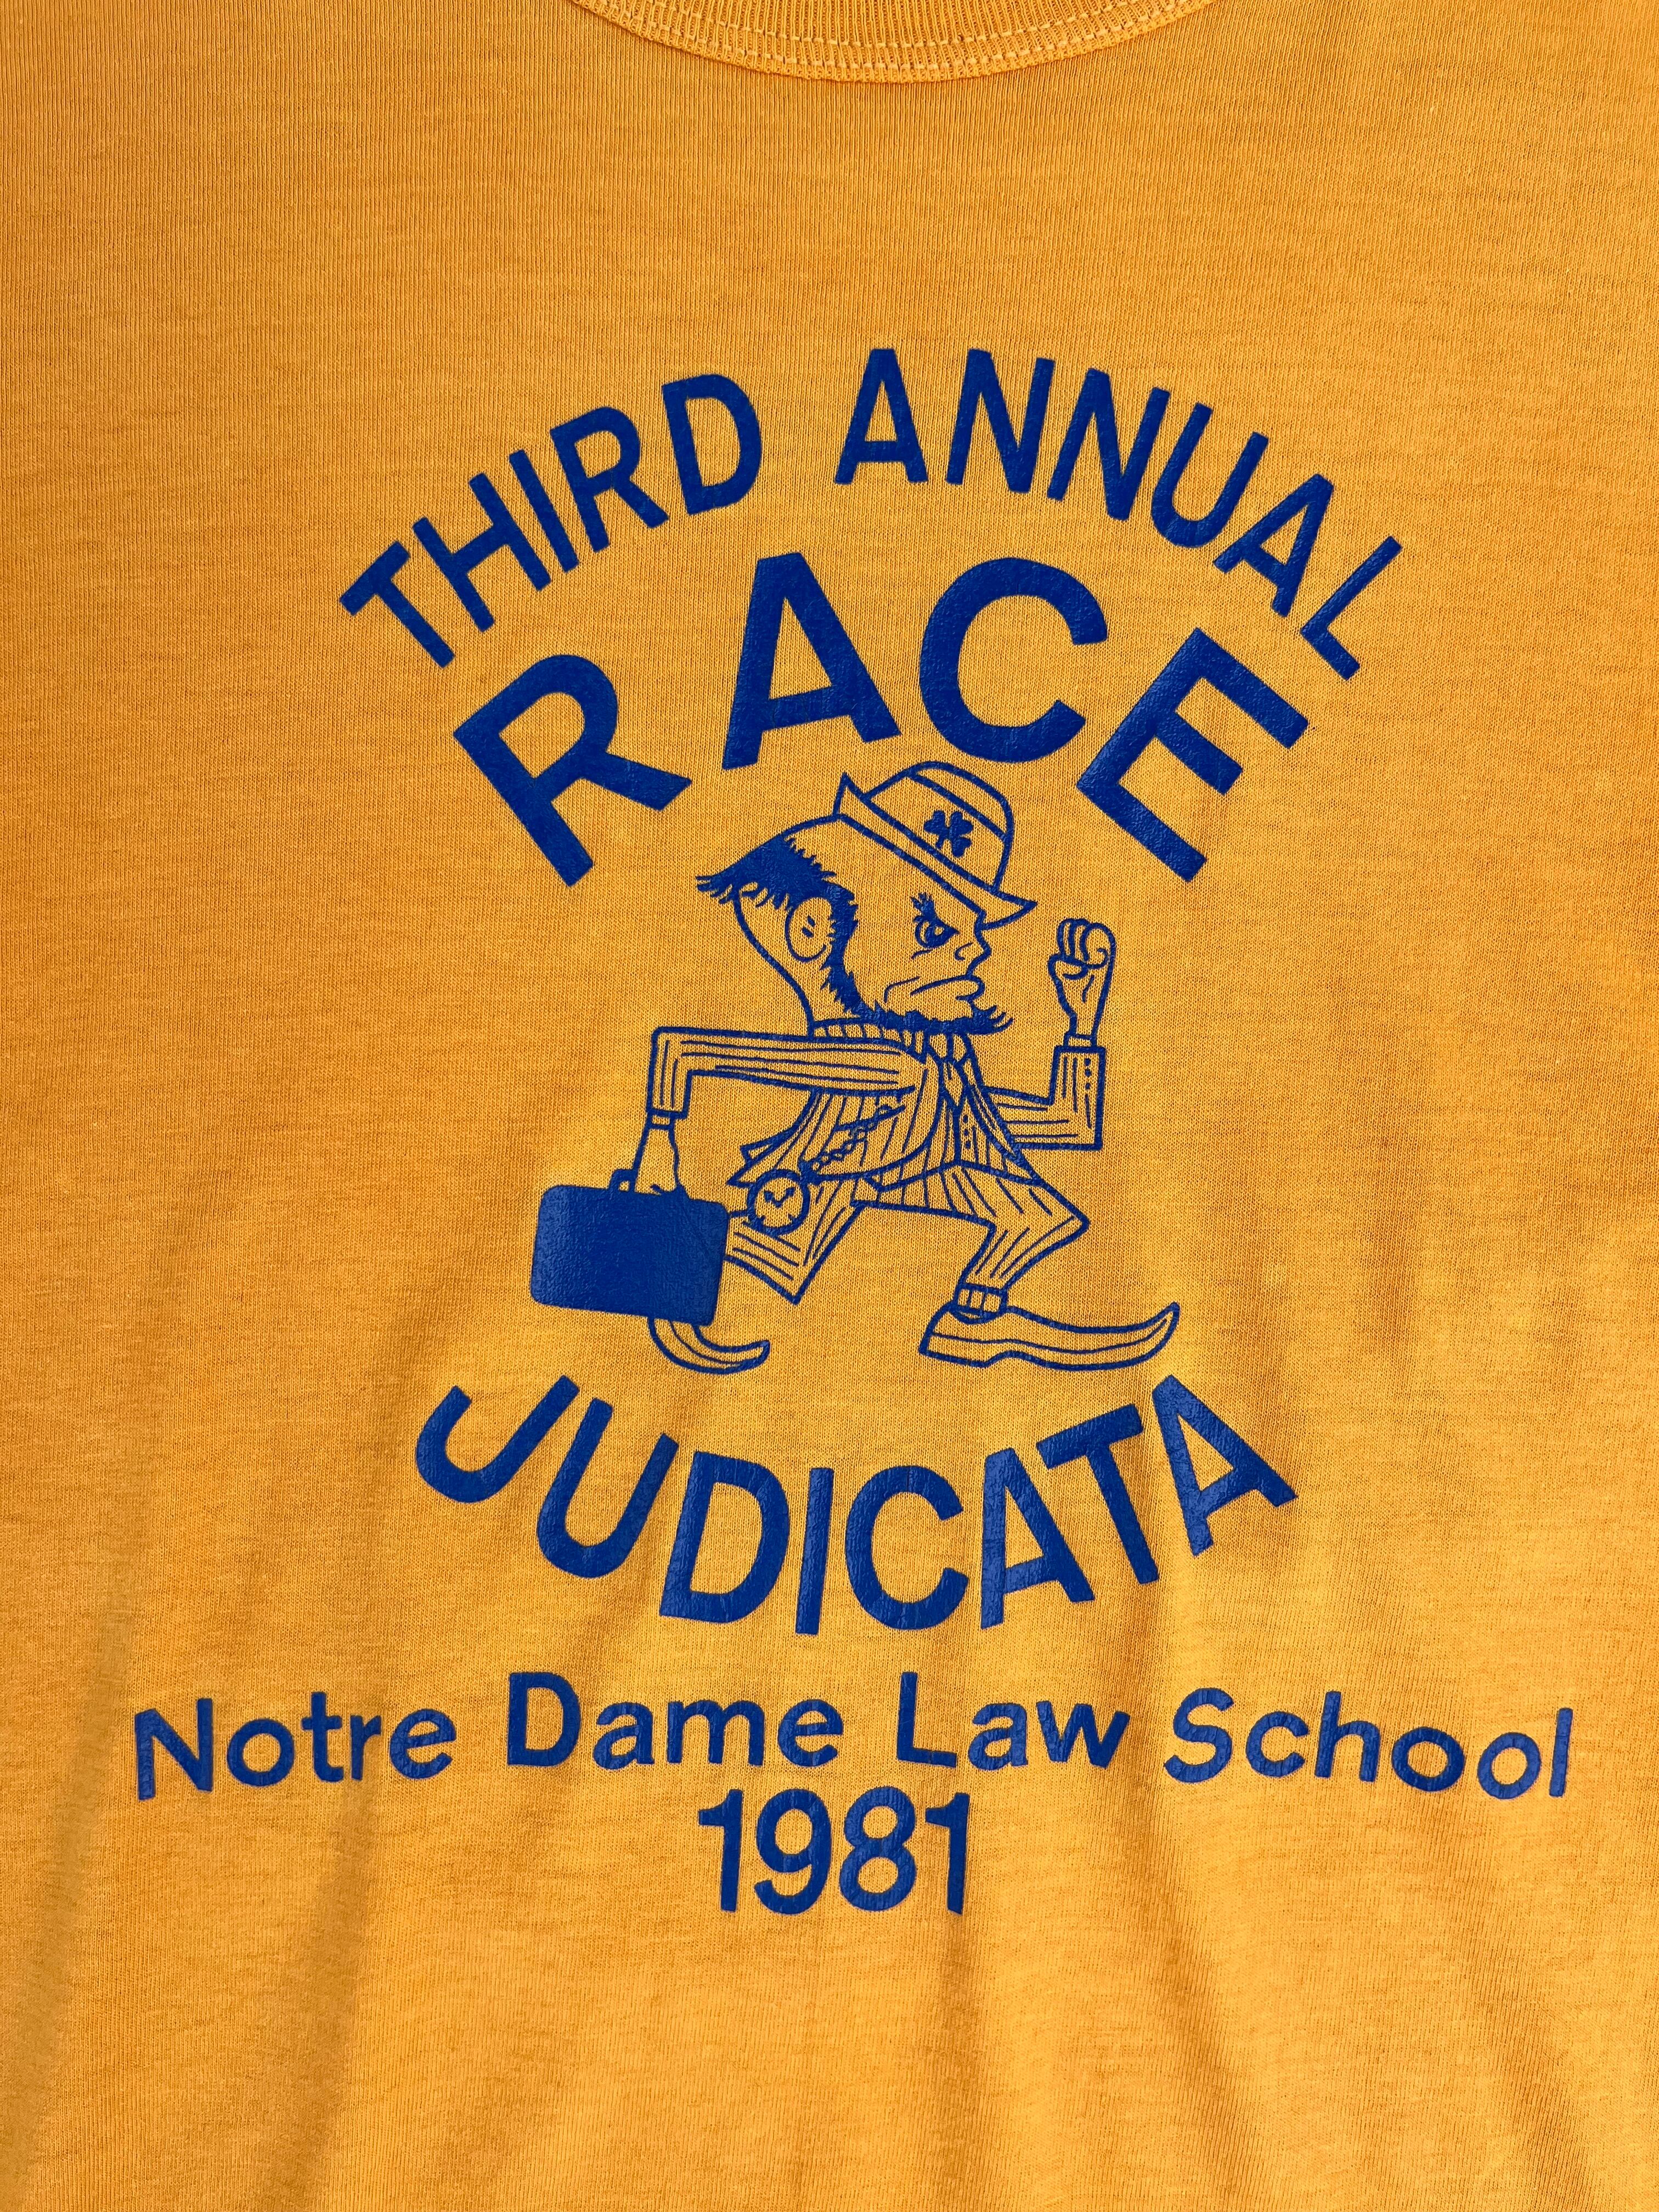 THIRD ANNUAL
RACE
JUDICATA
Notre Dame Law School
1981